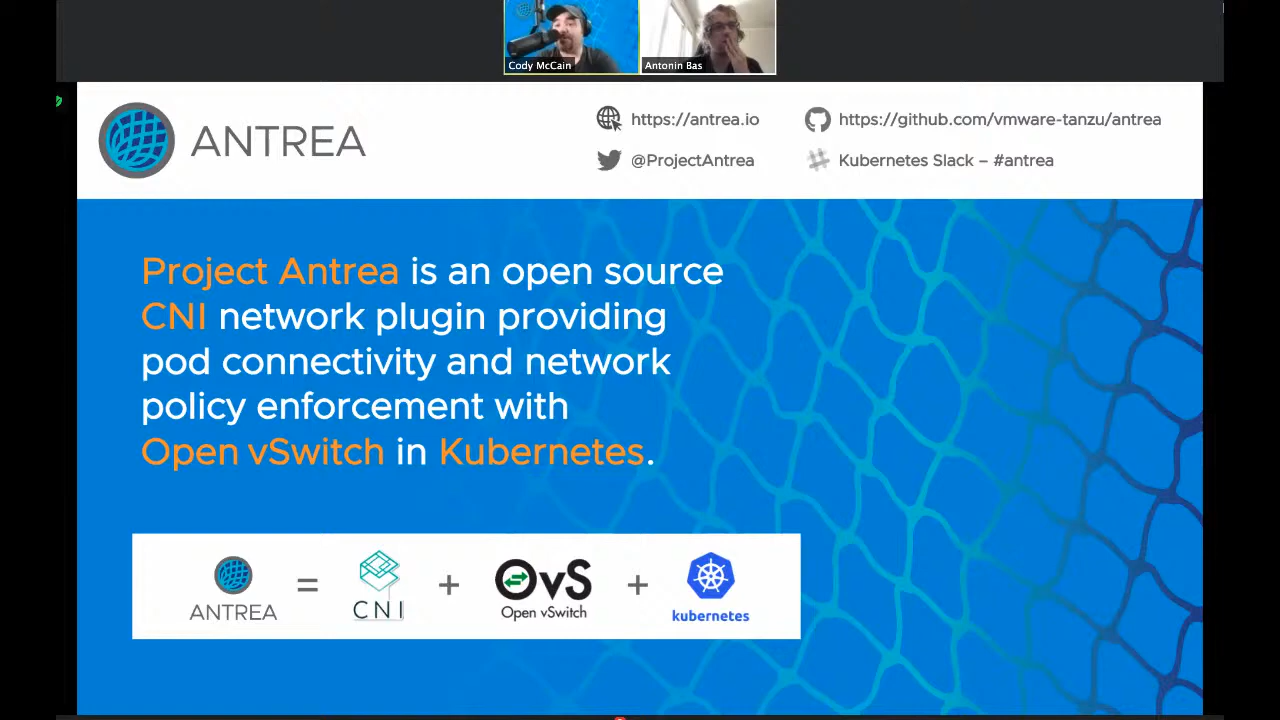 Cody McCain
Antonin Bas
ANTREA
https://antrea.io
https://github.com/vmware-tanzu/antrea
@ProjectAntrea
Kubernetes Slack – #antrea
Project Antrea is an open source
CNI network plugin providing
pod connectivity and network
policy enforcement with
Open vSwitch in Kubernetes.
ANTREA = CNI + OvS + kubernetes
Open vSwitch